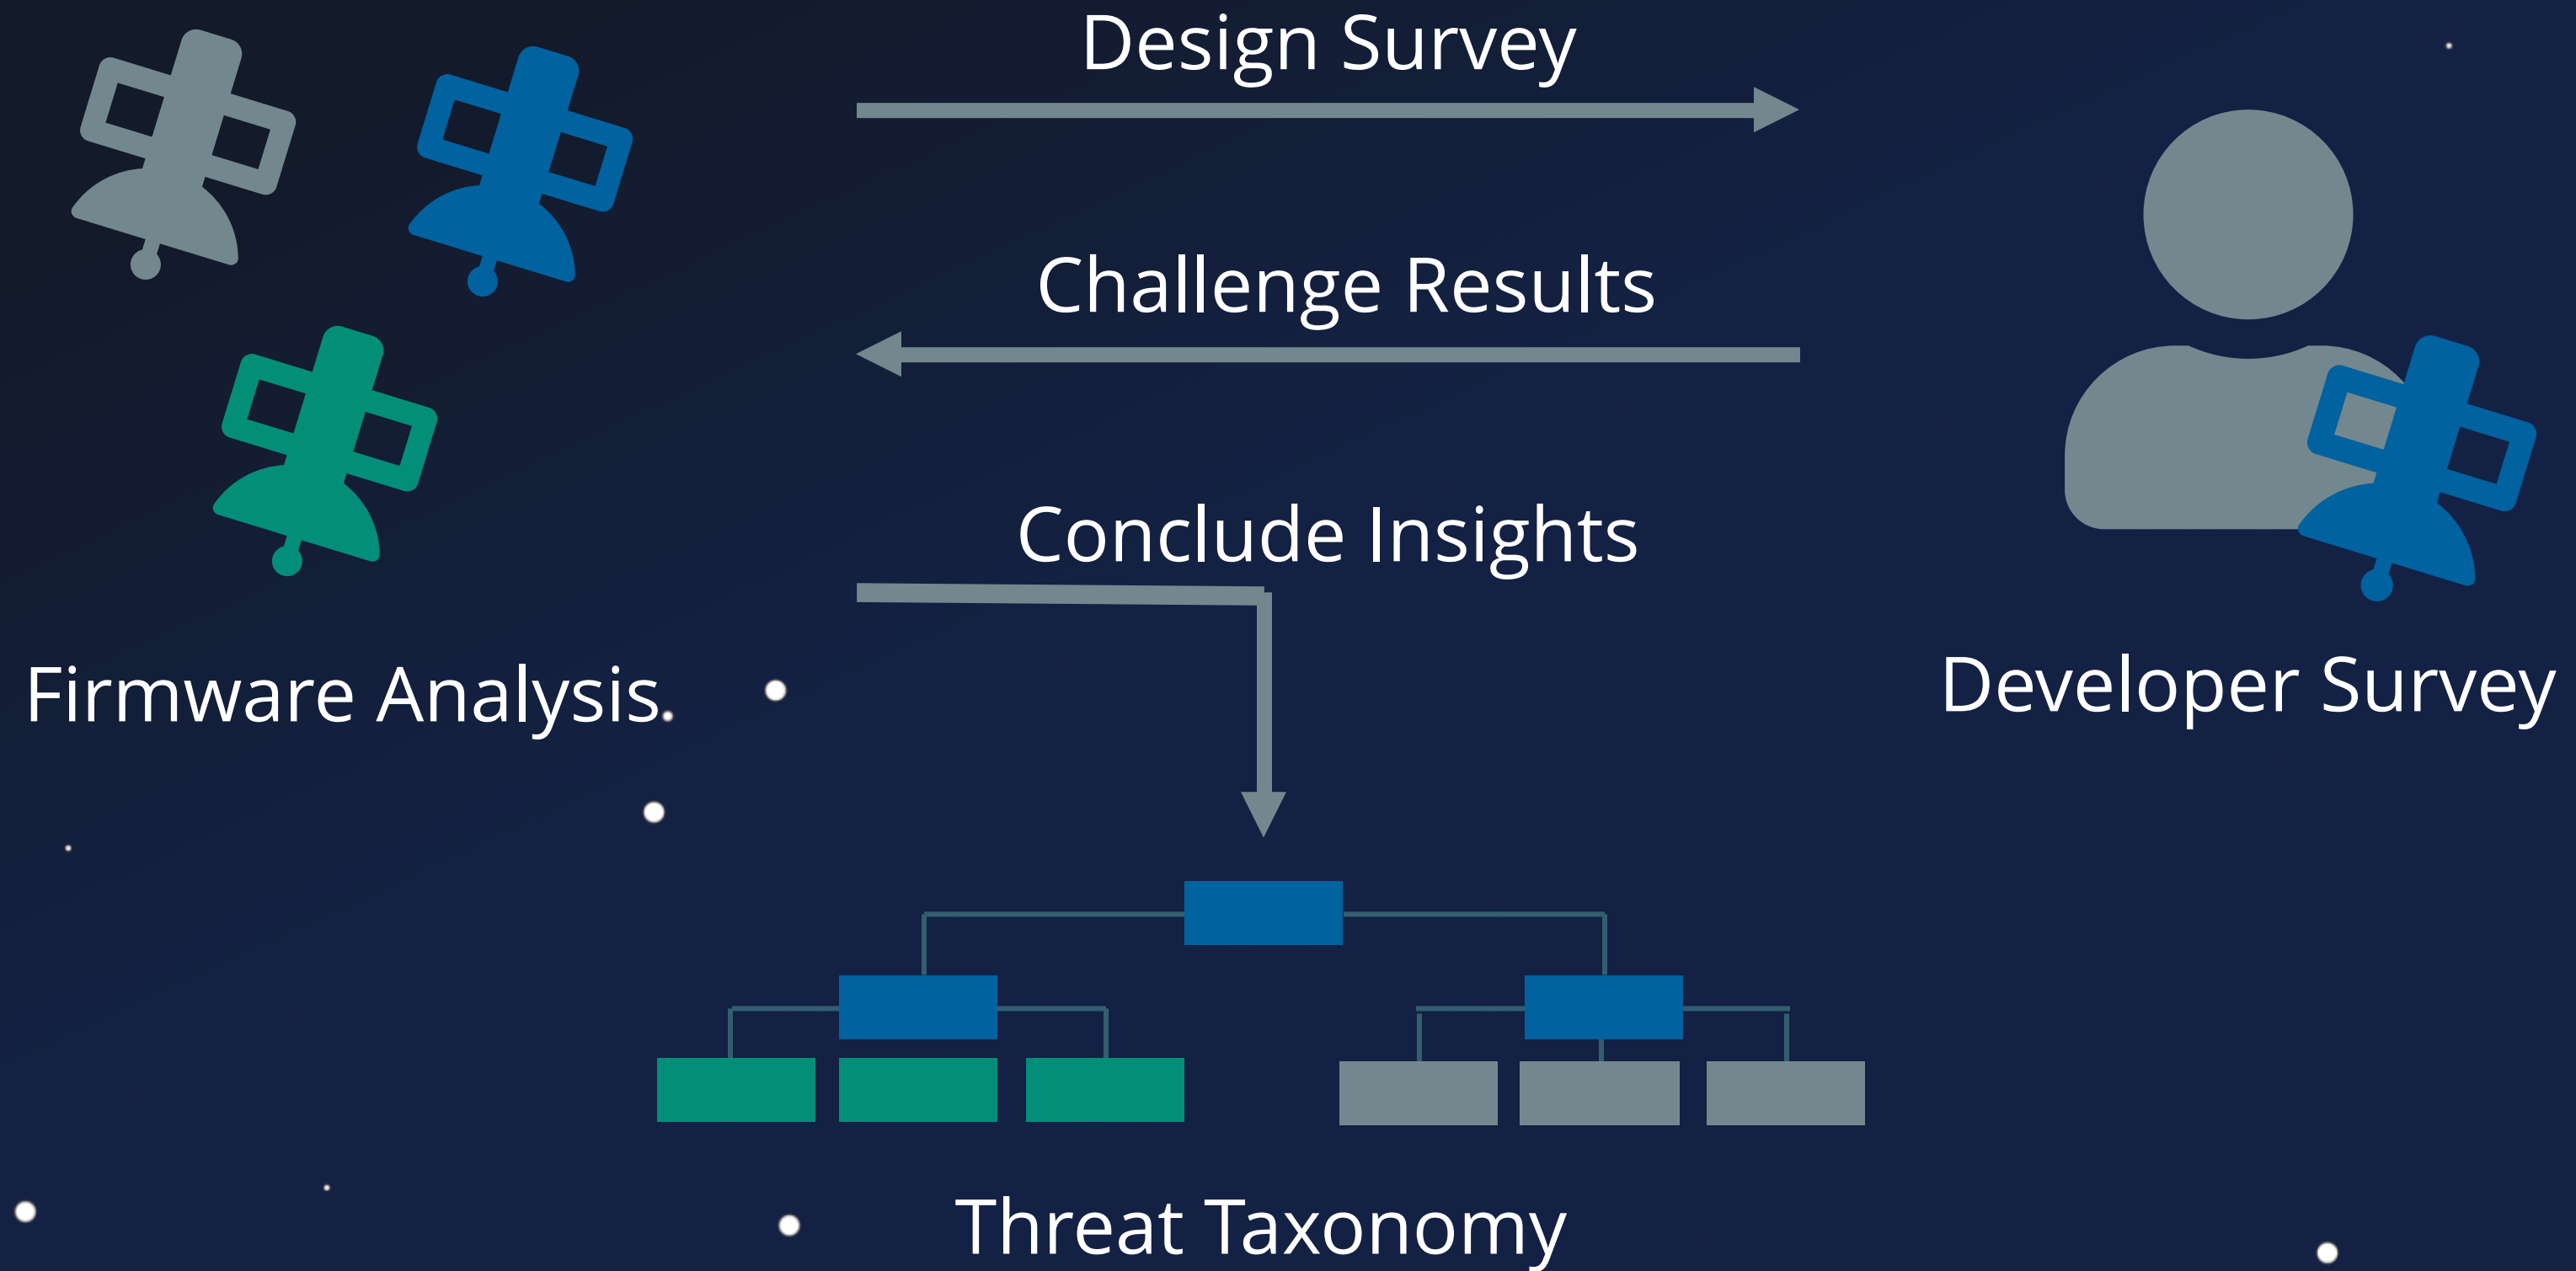 Design Survey
Challenge Results
Conclude Insights
Firmware Analysis
Developer Survey
Threat Taxonomy